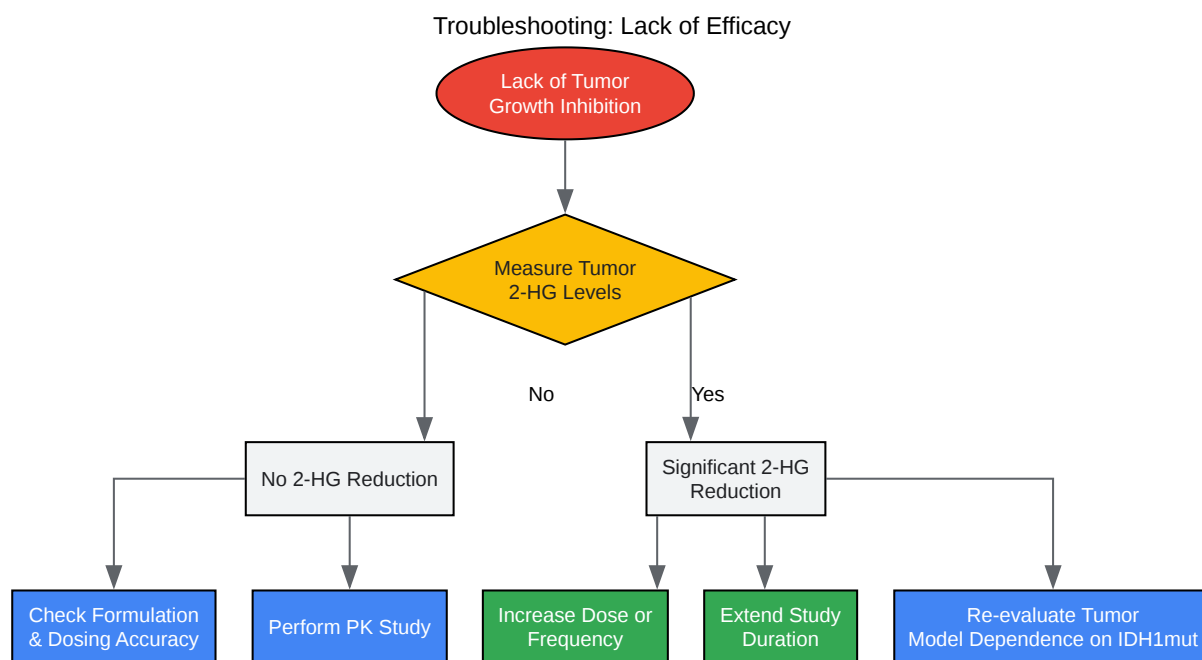 Troubleshooting: Lack of Efficacy
Lack of Tumor
Growth Inhibition
Measure Tumor
2-HG Levels
No
Yes
No 2-HG Reduction
Significant 2-HG
Reduction
Check Formulation
& Dosing Accuracy
Perform PK Study
Increase Dose or
Frequency
Extend Study
Duration
Re-evaluate Tumor
Model Dependence on IDH1mut